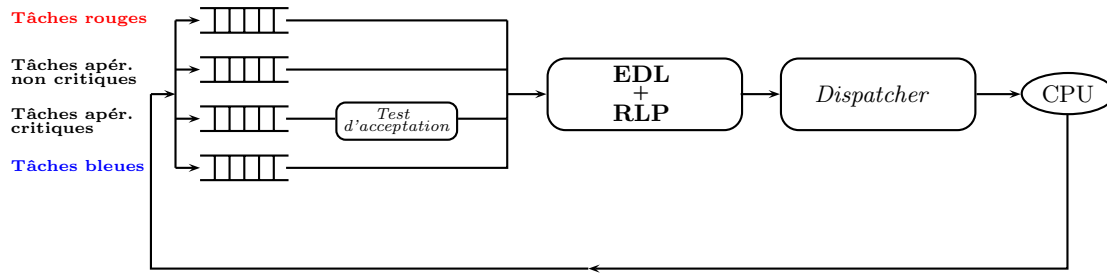 Tâches rouges
Tâches apér.
non critiques
Tâches apér.
critiques
Tâches bleues
Test
d'acceptation
EDL
+
RLP
Dispatcher
CPU